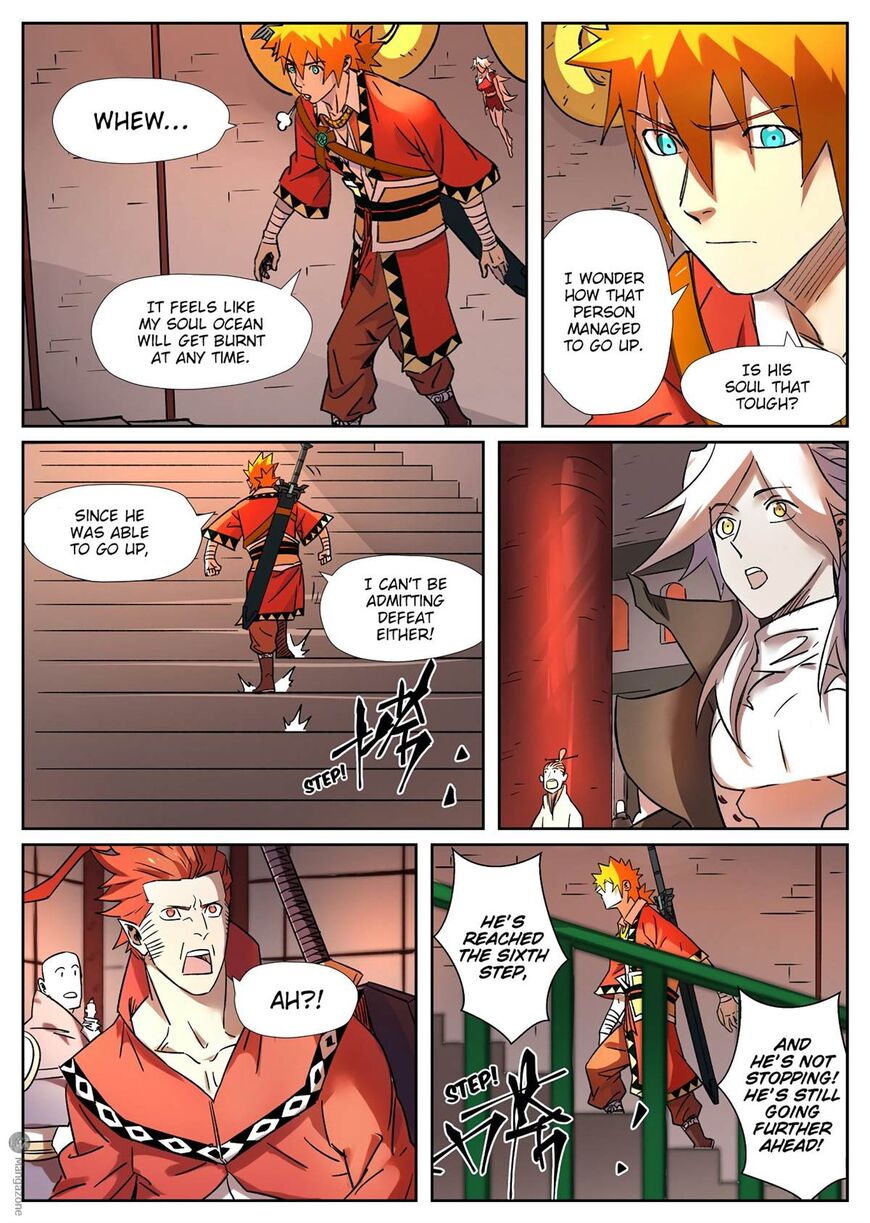 WHEW...
IT FEELS LIKE
MY SOUL OCEAN
WILL GET BURNT
AT ANY TIME.
I WONDER
HOW THAT
PERSON
MANAGED
TO GO UP.
IS HIS
SOUL THAT
TOUGH?
SINCE HE
WAS ABLE
TO GO UP,
I CAN'T BE
ADMITTING
DEFEAT
EITHER!
STEP!
AH?!
HE'S
REACHED
THE SIXTH
STEP,
STEP!
AND
HE'S NOT
STOPPING!
HE'S STILL
GOING
FURTHER
AHEAD!
Mangazone